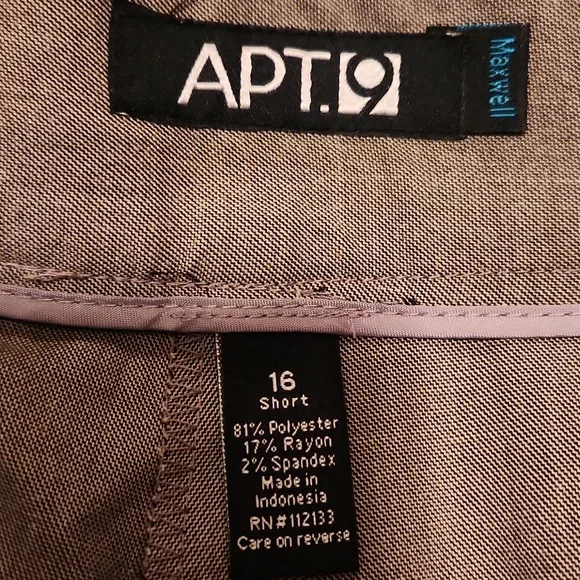 APT.9
Maxwell
16
Short
81% Polyester
17% Rayon
2% Spandex
Made in
Indonesia
RN#112133
Care on reverse